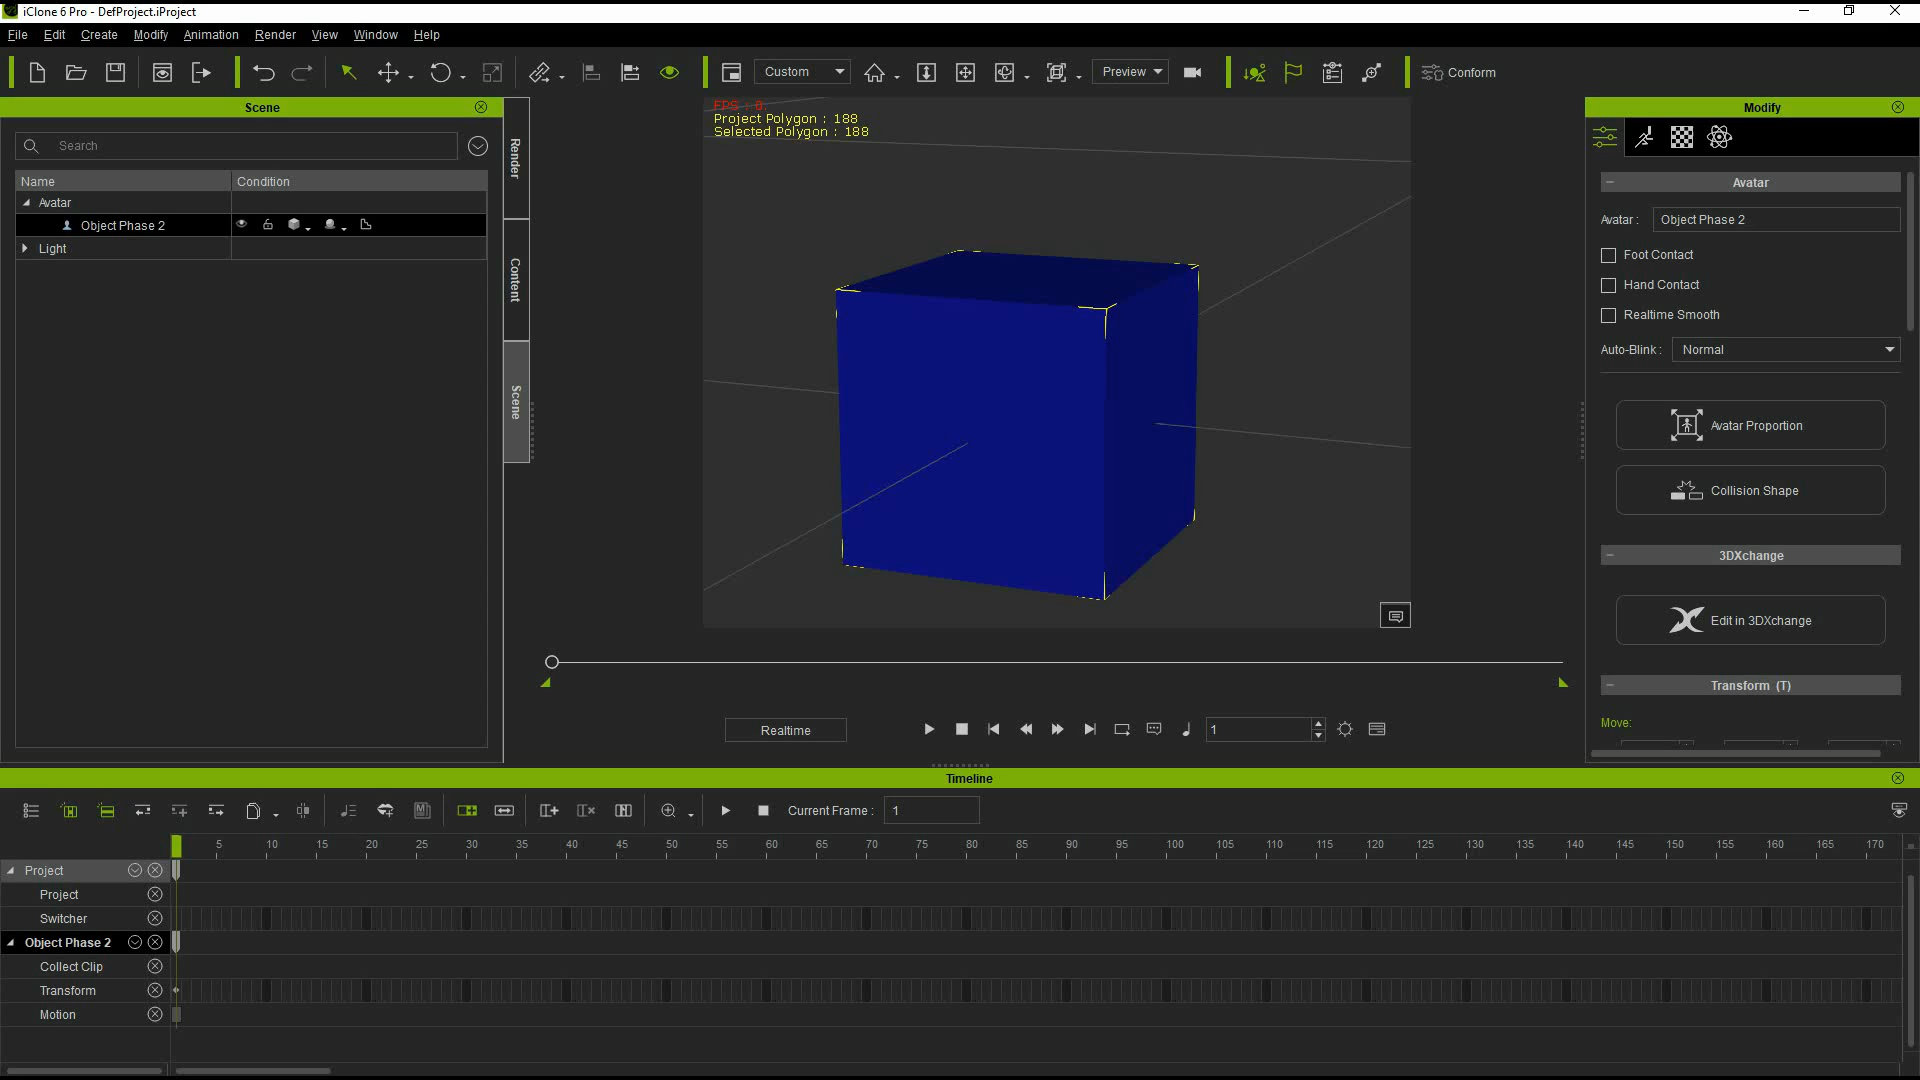 iClone 6 Pro - DefProject.iProject
File Edit Create Modify Animation Render View Window Help
Custom Preview Conform
Scene
Search
Name Condition
Avatar
Object Phase 2
Light
Render
Content
Scene
FPS : 0.
Project Polygon : 188
Selected Polygon : 188
Realtime
1
Modify
Avatar
Avatar : Object Phase 2
Foot Contact
Hand Contact
Realtime Smooth
Auto-Blink : Normal
Avatar Proportion
Collision Shape
3DXchange
Edit in 3DXchange
Transform (T)
Move:
Timeline
Current Frame : 1
5 10 15 20 25 30 35 40 45 50 55 60 65 70 75 80 85 90 95 100 105 110 115 120 125 130 135 140 145 150 155 160 165 170
Project
Project
Switcher
Object Phase 2
Collect Clip
Transform
Motion